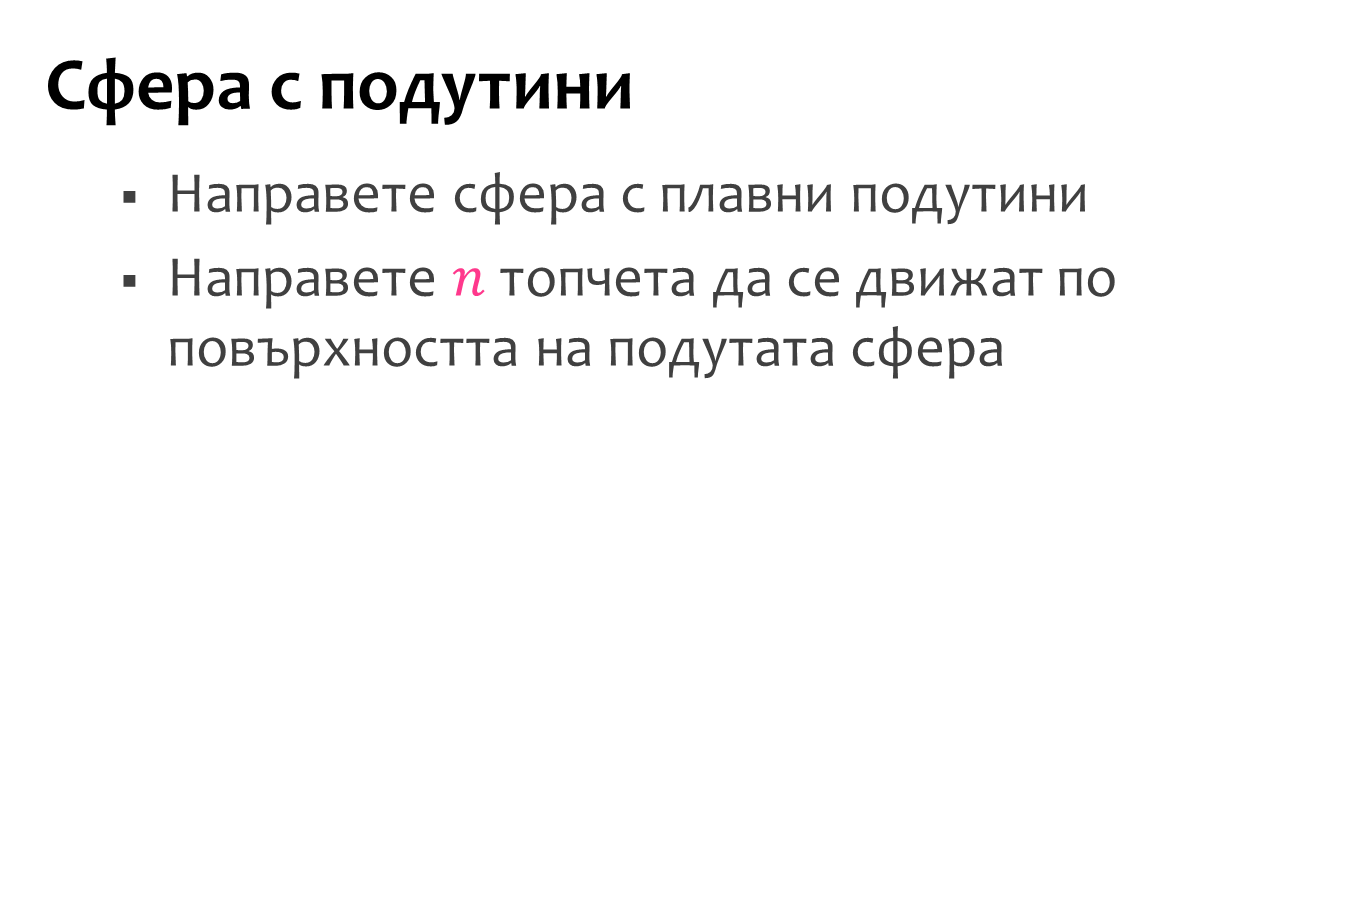 Сфера с подутини
▪ Направете сфера с плавни подутини
▪ Направете n топчета да се движат по
повърхността на подутата сфера